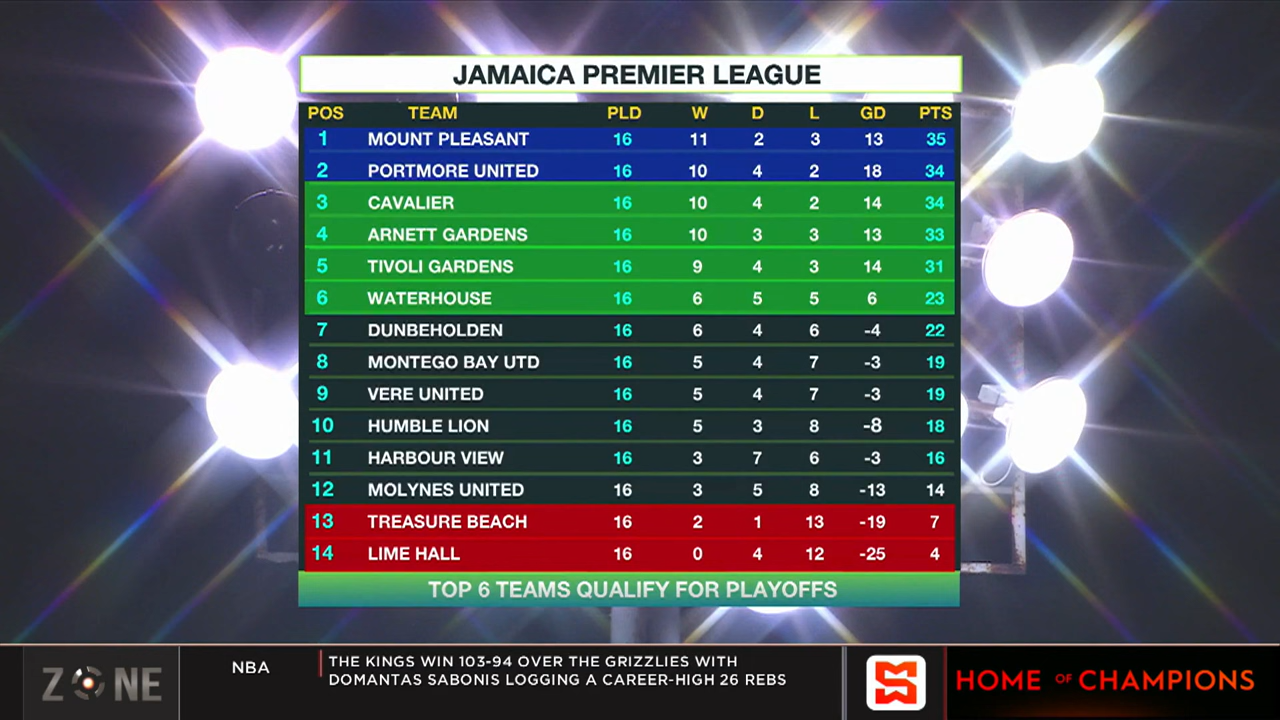 JAMAICA PREMIER LEAGUE
POS TEAM PLD W D L GD PTS
1 MOUNT PLEASANT 16 11 2 3 13 35
2 PORTMORE UNITED 16 10 4 2 18 34
3 CAVALIER 16 10 4 2 14 34
4 ARNETT GARDENS 16 10 3 3 13 33
5 TIVOLI GARDENS 16 9 4 3 14 31
6 WATERHOUSE 16 6 5 5 6 23
7 DUNBEHOLDEN 16 6 4 6 -4 22
8 MONTEGO BAY UTD 16 5 4 7 -3 19
9 VERE UNITED 16 5 4 7 -3 19
10 HUMBLE LION 16 5 3 8 -8 18
11 HARBOUR VIEW 16 3 7 6 -3 16
12 MOLYNES UNITED 16 3 5 8 -13 14
13 TREASURE BEACH 16 2 1 13 -19 7
14 LIME HALL 16 0 4 12 -25 4
TOP 6 TEAMS QUALIFY FOR PLAYOFFS
ZONE
NBA
THE KINGS WIN 103-94 OVER THE GRIZZLIES WITH
DOMANTAS SABONIS LOGGING A CAREER-HIGH 26 REBS
HOME OF CHAMPIONS